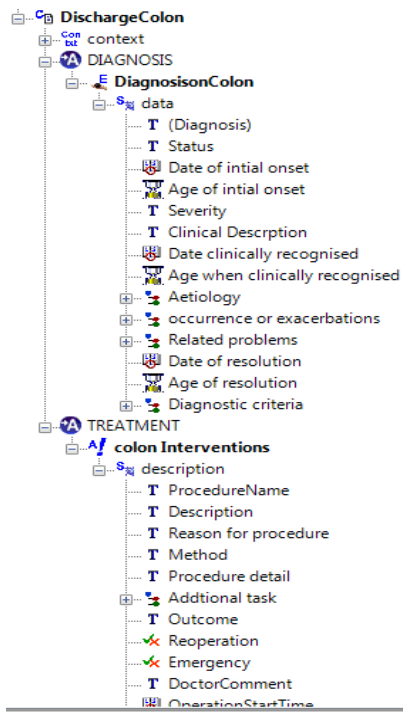 DischargeColon
Con txt context
A DIAGNOSIS
E DiagnosisonColon
S data
T (Diagnosis)
T Status
Date of intial onset
Age of intial onset
T Severity
T Clinical Descrption
Date clinically recognised
Age when clinically recognised
Aetiology
occurrence or exacerbations
Related problems
Date of resolution
Age of resolution
Diagnostic criteria
A TREATMENT
A colon Interventions
S description
T ProcedureName
T Description
T Reason for procedure
T Method
T Procedure detail
Addtional task
T Outcome
Reoperation
Emergency
T DoctorComment
OperationStartTime